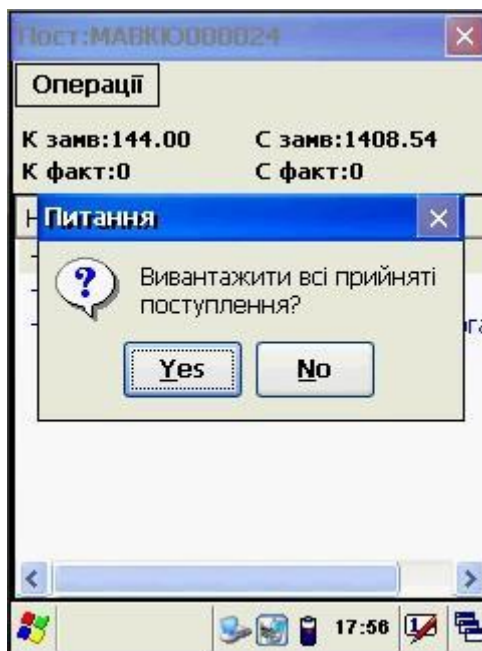 Пост:МАВКЮ000024
Операції
К замв:144.00 С замв:1408.54
К факт:0 С факт:0
Питання
Вивантажити всі прийняті
поступлення?
Yes No
17:56